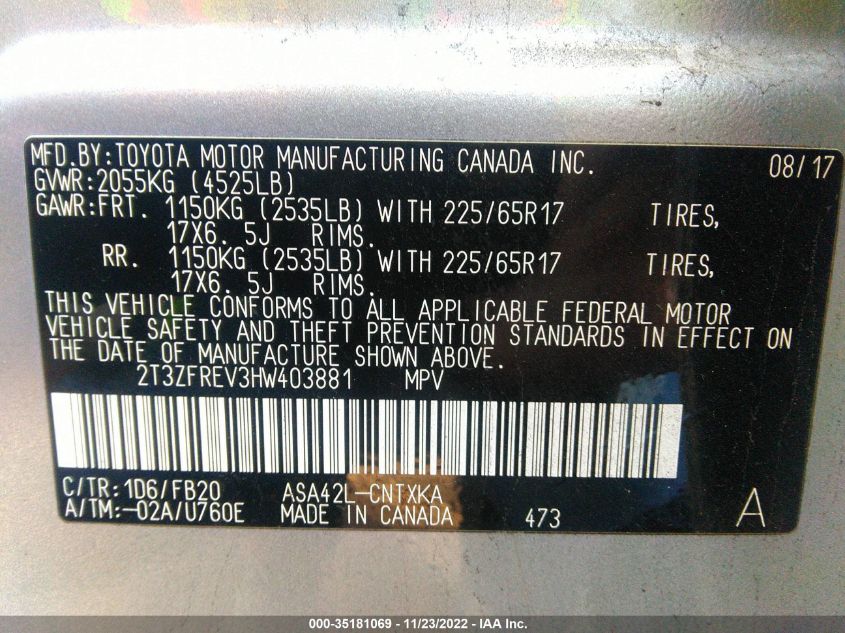 MFD.BY:TOYOTA MOTOR MANUFACTURING CANADA INC. 08/17
GVWR:2055KG (4525LB)
GAWR:FRT. 1150KG (2535LB) WITH 225/65R17 TIRES,
17X6. 5J RIMS.
RR. 1150KG (2535LB) WITH 225/65R17 TIRES,
17X6. 5J RIMS.
THIS VEHICLE CONFORMS TO ALL APPLICABLE FEDERAL MOTOR
VEHICLE SAFETY AND THEFT PREVENTION STANDARDS IN EFFECT ON
THE DATE OF MANUFACTURE SHOWN ABOVE.
2T3ZFREV3HW403881 MPV
C/TR:1D6/FB20 ASA42L-CNTXKA
A/TM:-02A/U760E MADE IN CANADA 473 A
000-35181069 - 11/23/2022 - IAA Inc.